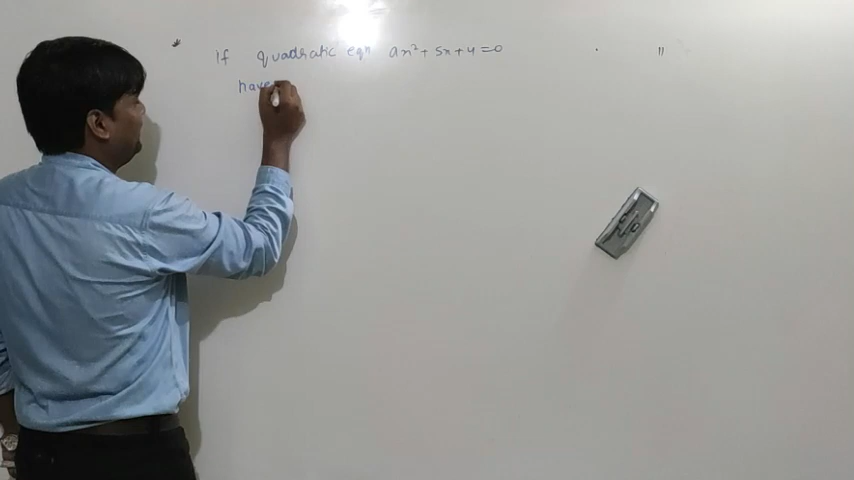 * If quadratic eqn ax² + 5x + 4 = 0
have